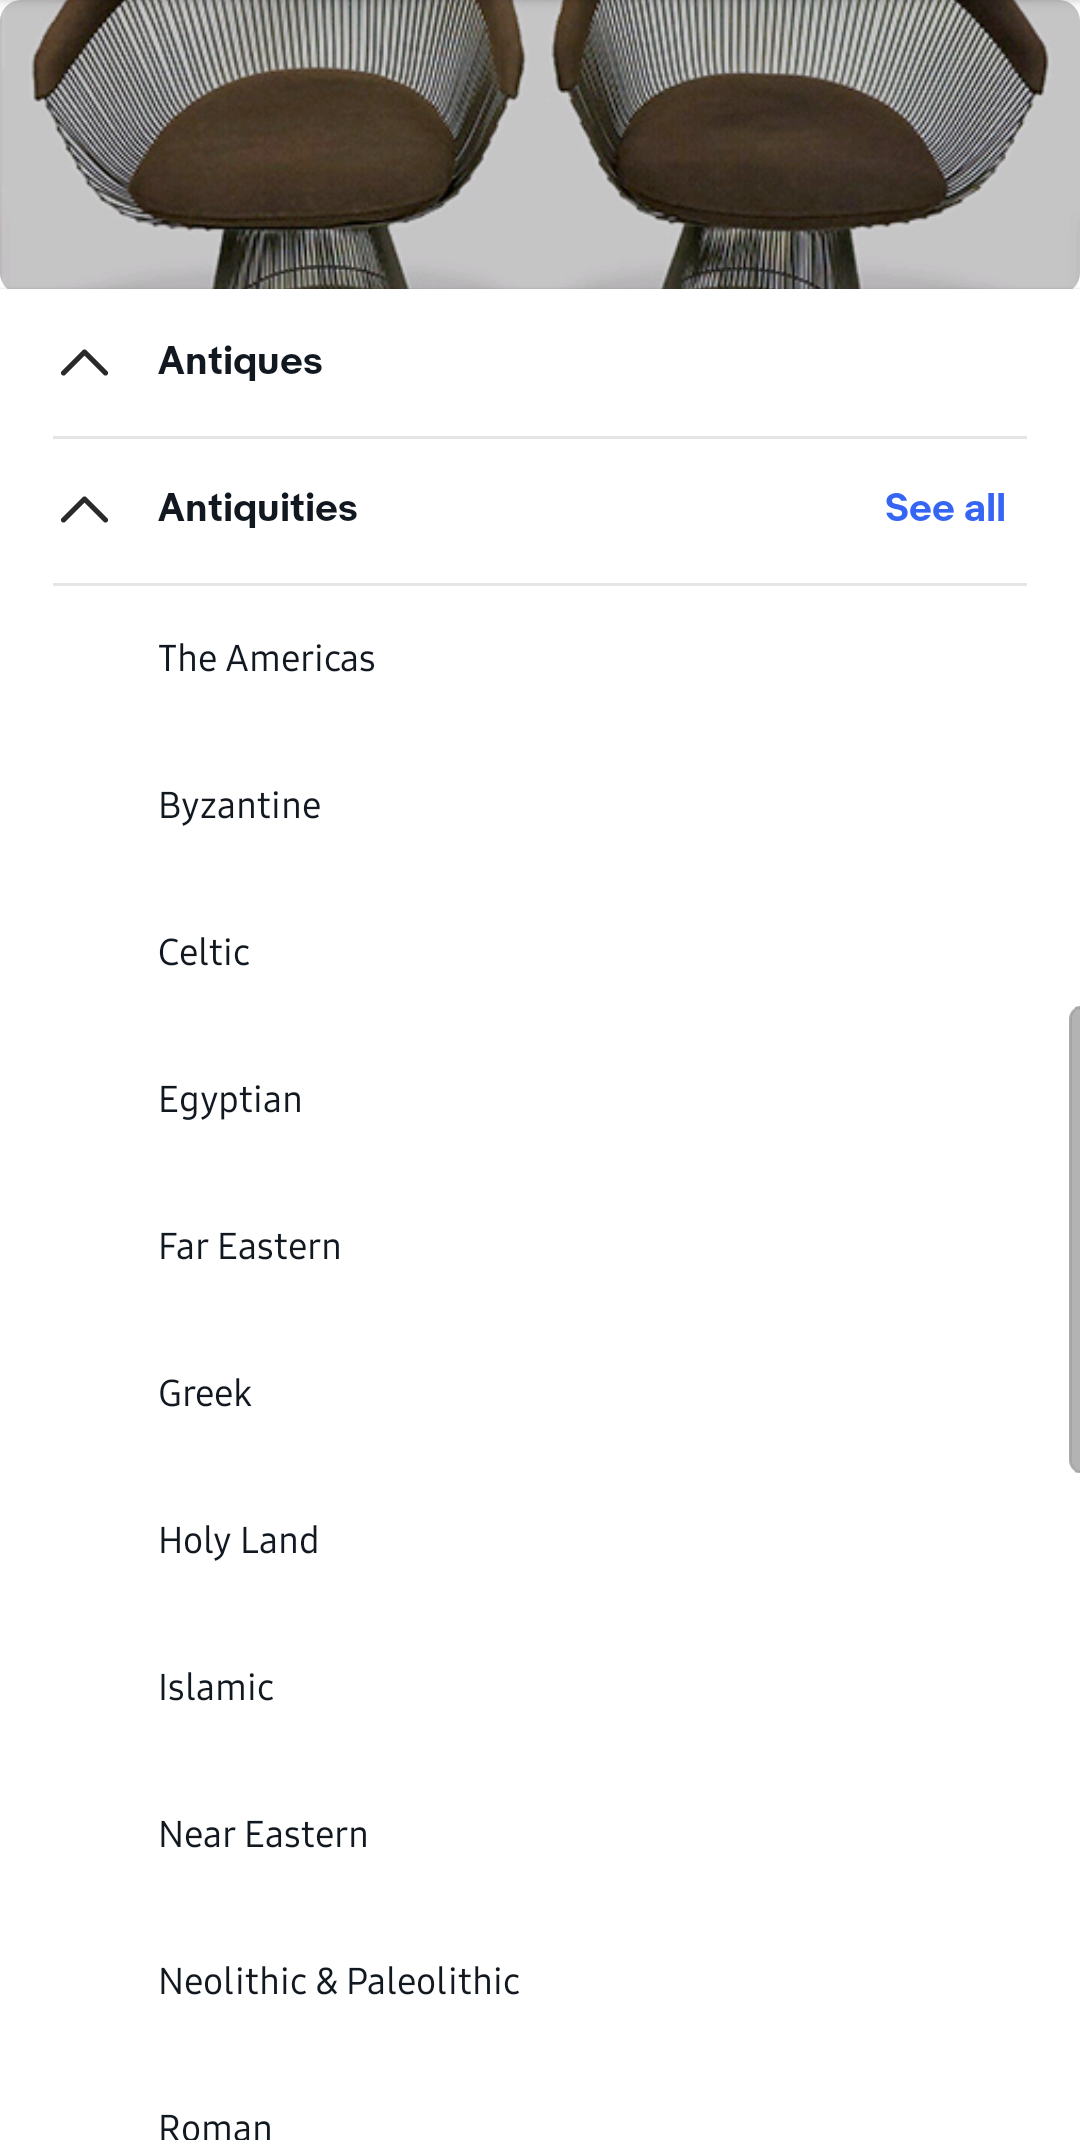 Antiques
Antiquities See all
The Americas
Byzantine
Celtic
Egyptian
Far Eastern
Greek
Holy Land
Islamic
Near Eastern
Neolithic & Paleolithic
Roman